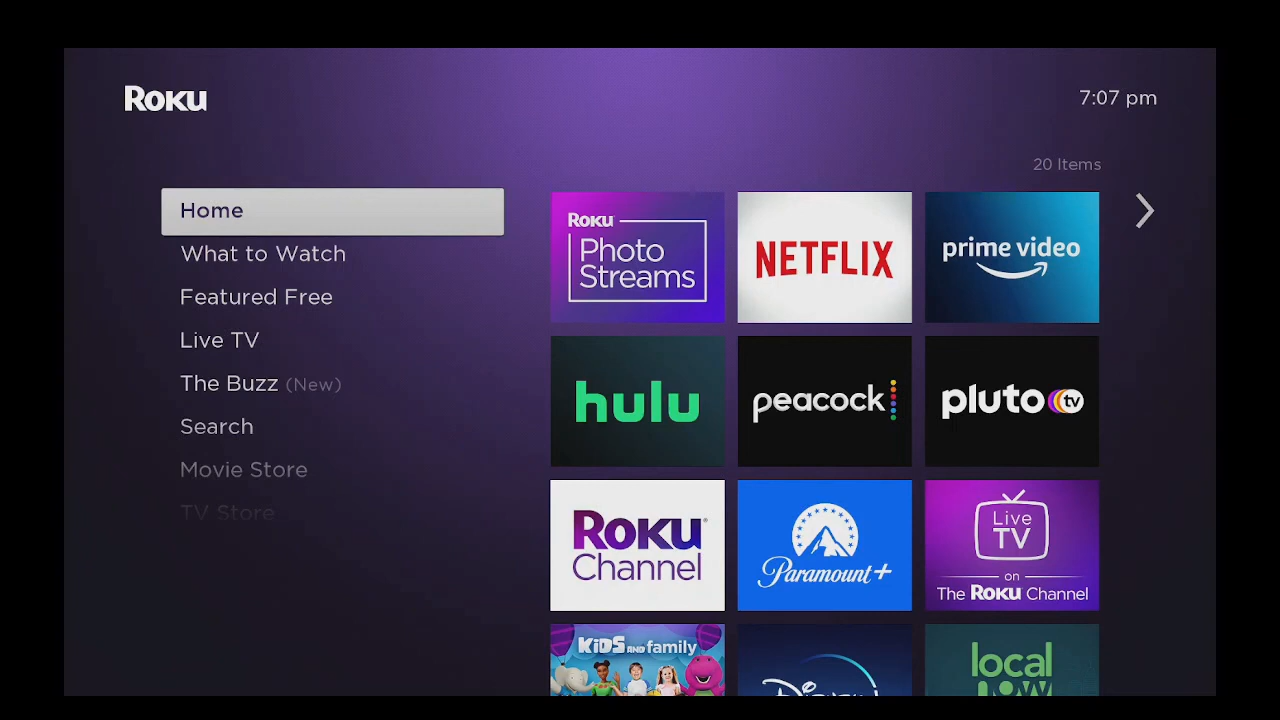 Roku
7:07 pm
20 Items
Home
What to Watch
Featured Free
Live TV
The Buzz (New)
Search
Movie Store
TV Store
Roku
Photo
Streams
NETFLIX
prime video
hulu
peacock
pluto tv
Roku
Channel
Paramount+
Live
TV
on
The Roku Channel
KiDS AND family
Disney
local
now